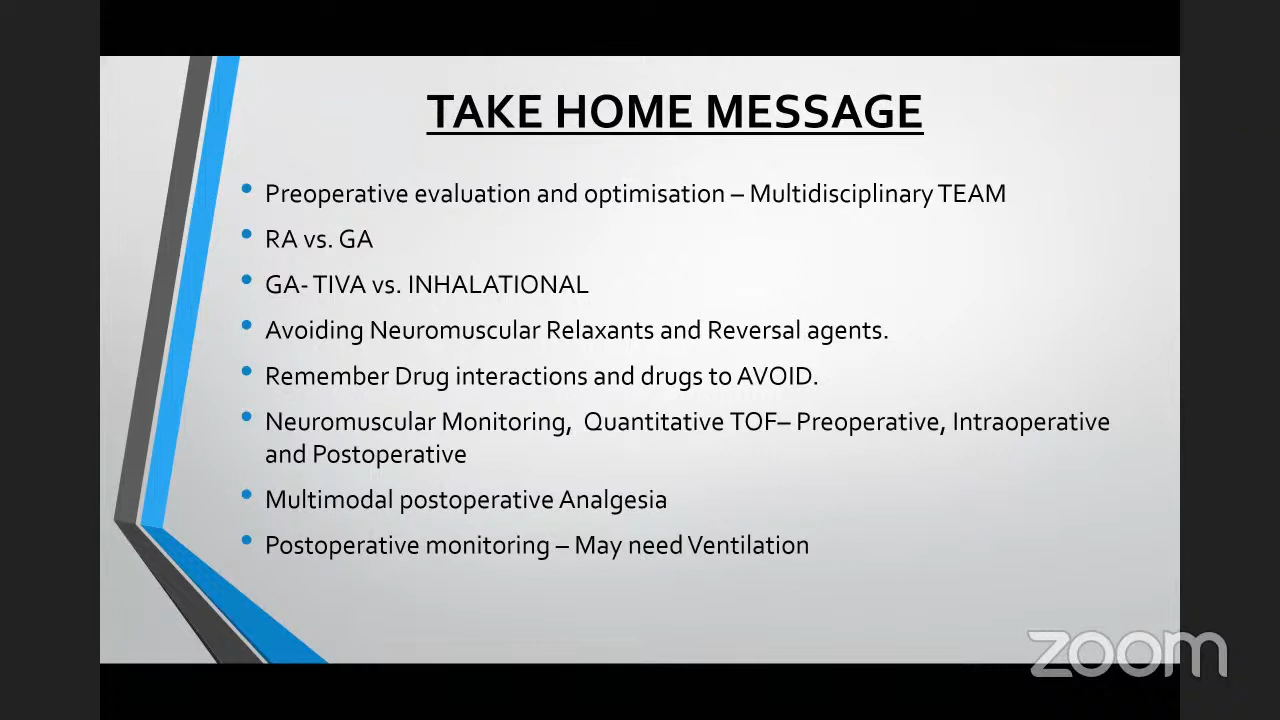 TAKE HOME MESSAGE
• Preoperative evaluation and optimisation – Multidisciplinary TEAM
• RA vs. GA
• GA- TIVA vs. INHALATIONAL
• Avoiding Neuromuscular Relaxants and Reversal agents.
• Remember Drug interactions and drugs to AVOID.
• Neuromuscular Monitoring, Quantitative TOF– Preoperative, Intraoperative
and Postoperative
• Multimodal postoperative Analgesia
• Postoperative monitoring – May need Ventilation
zoom